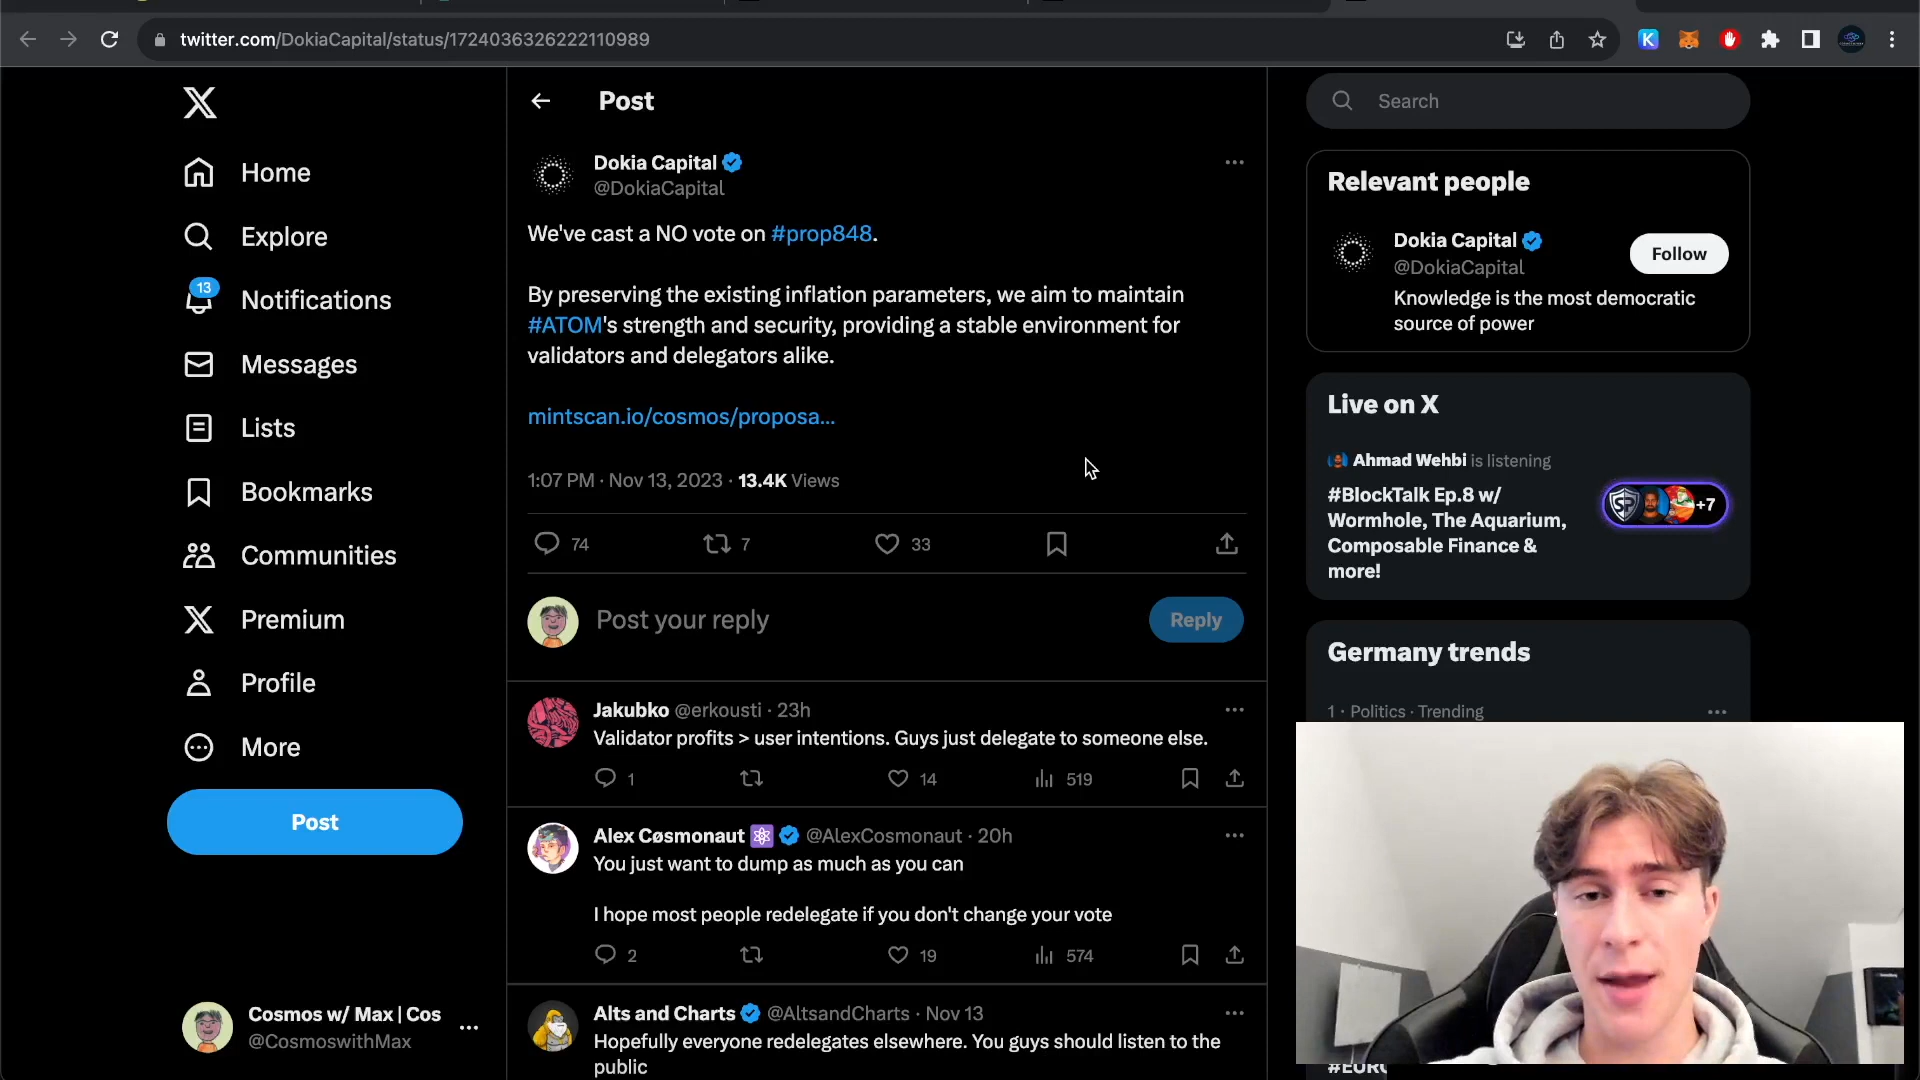 twitter.com/DokiaCapital/status/1724036326222110989
Home
Explore
13
Notifications
Messages
Lists
Bookmarks
Communities
Premium
Profile
More
Post
Cosmos w/ Max | Cos
@CosmoswithMax
Post
Dokia Capital
@DokiaCapital
We've cast a NO vote on #prop848.
By preserving the existing inflation parameters, we aim to maintain
#ATOM's strength and security, providing a stable environment for
validators and delegators alike.
mintscan.io/cosmos/proposa...
1:07 PM · Nov 13, 2023 · 13.4K Views
74 7 33
Post your reply
Reply
Jakubko @erkousti · 23h
Validator profits > user intentions. Guys just delegate to someone else.
1 14 519
Alex Cøsmonaut @AlexCosmonaut · 20h
You just want to dump as much as you can
I hope most people redelegate if you don't change your vote
2 19 574
Alts and Charts @AltsandCharts · Nov 13
Hopefully everyone redelegates elsewhere. You guys should listen to the
public
Search
Relevant people
Dokia Capital
@DokiaCapital
Follow
Knowledge is the most democratic
source of power
Live on X
Ahmad Wehbi is listening
#BlockTalk Ep.8 w/
Wormhole, The Aquarium,
Composable Finance &
more!
+7
Germany trends
1 · Politics · Trending